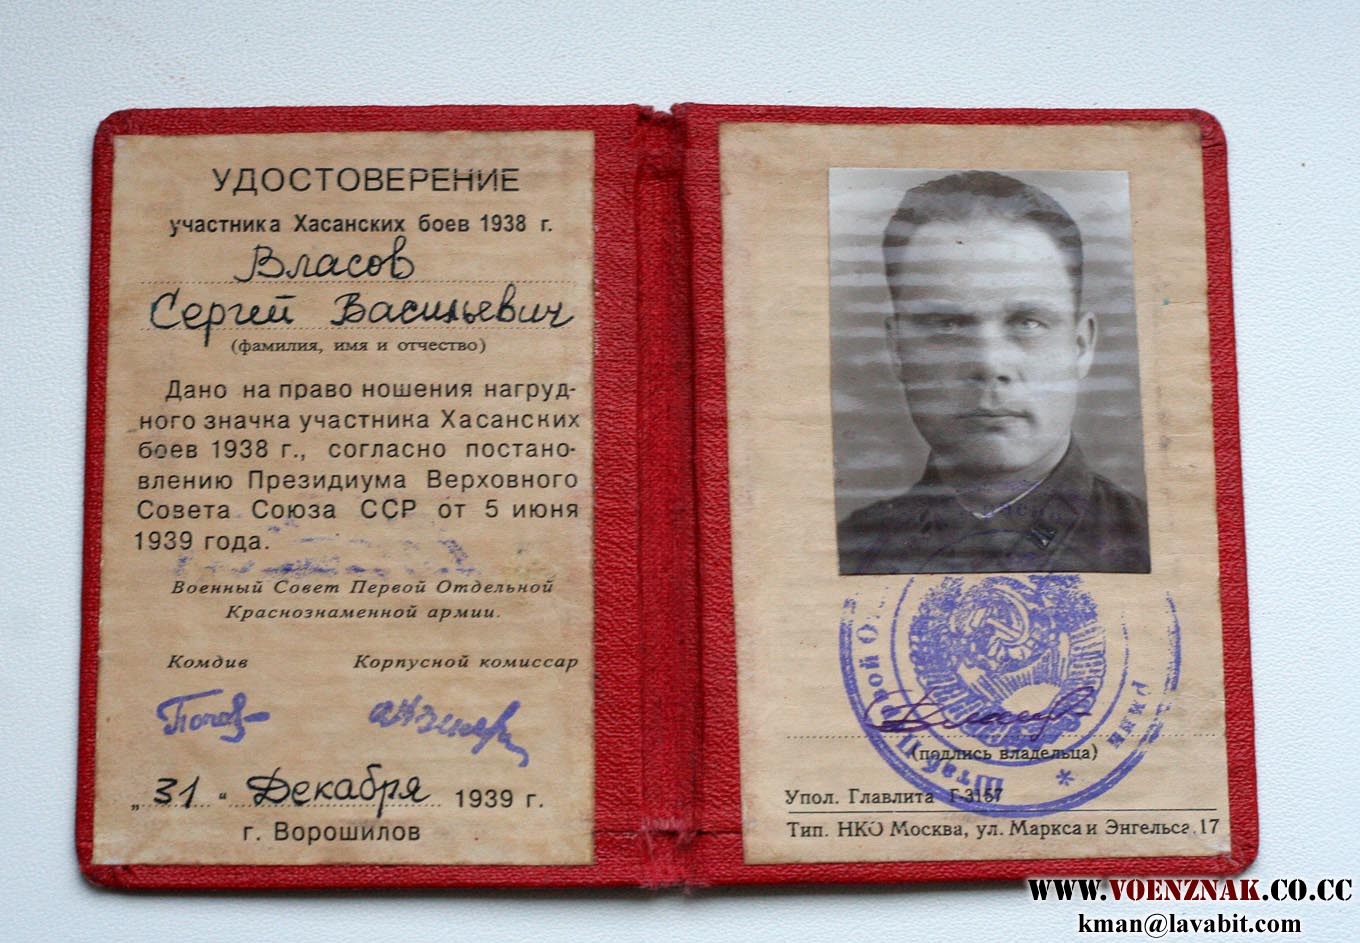 УДОСТОВЕРЕНИЕ
участника Хасанских боев 1938 г.
Власов
Сергей Васильевич
(фамилия, имя и отчество)
Дано на право ношения нагруд-
ного значка участника Хасанских
боев 1938 г., согласно постано-
влению Президиума Верховного
Совета Союза ССР от 5 июня
1939 года.
Военный Совет Первой Отдельной
Краснознаменной армии.
Комдив Корпусной комиссар
„31“ Декабря 1939 г.
г. Ворошилов
Штаб
РККА
(подпись владельца)
Упол. Главлита Г-3167
Тип. НКО Москва, ул. Маркса и Энгельса.17
WWW.VOENZNAK.CO.CC
kman@lavabit.com